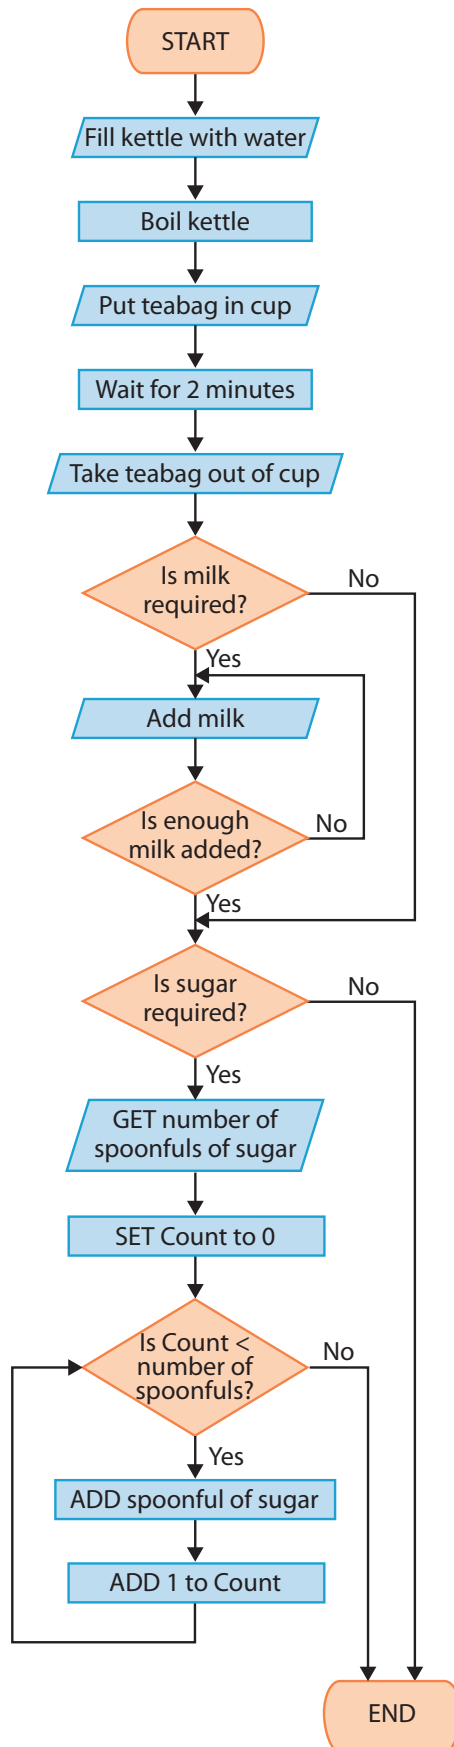 START
Fill kettle with water
Boil kettle
Put teabag in cup
Wait for 2 minutes
Take teabag out of cup
Is milk
required?
No
Yes
Add milk
Is enough
milk added?
No
Yes
Is sugar
required?
No
Yes
GET number of
spoonfuls of sugar
SET Count to 0
Is Count <
number of
spoonfuls?
No
Yes
ADD spoonful of sugar
ADD 1 to Count
END